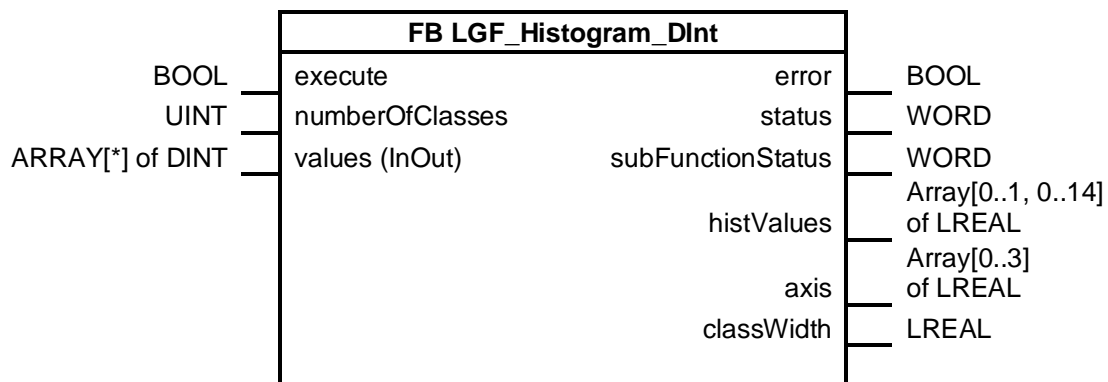 FB LGF_Histogram_DInt
BOOL execute error BOOL
UINT numberOfClasses status WORD
ARRAY[*] of DINT values (InOut) subFunctionStatus WORD
Array[0..1, 0..14]
histValues of LREAL
Array[0..3]
axis of LREAL
classWidth LREAL